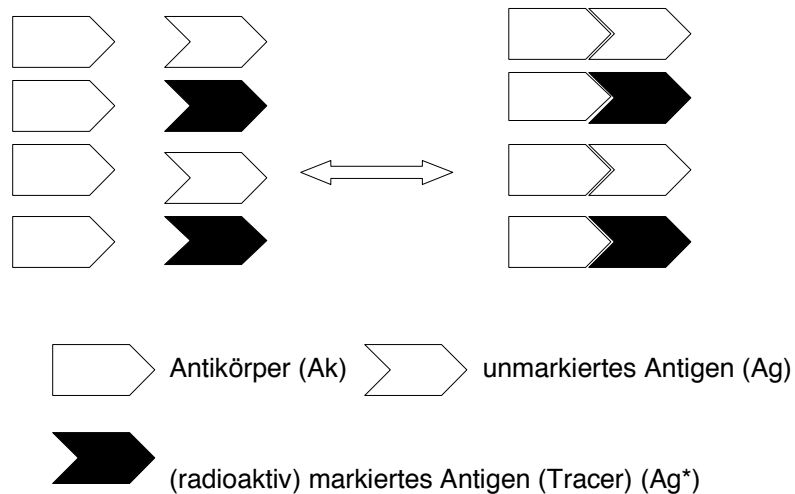 Antikörper (Ak) unmarkiertes Antigen (Ag)
(radioaktiv) markiertes Antigen (Tracer) (Ag*)